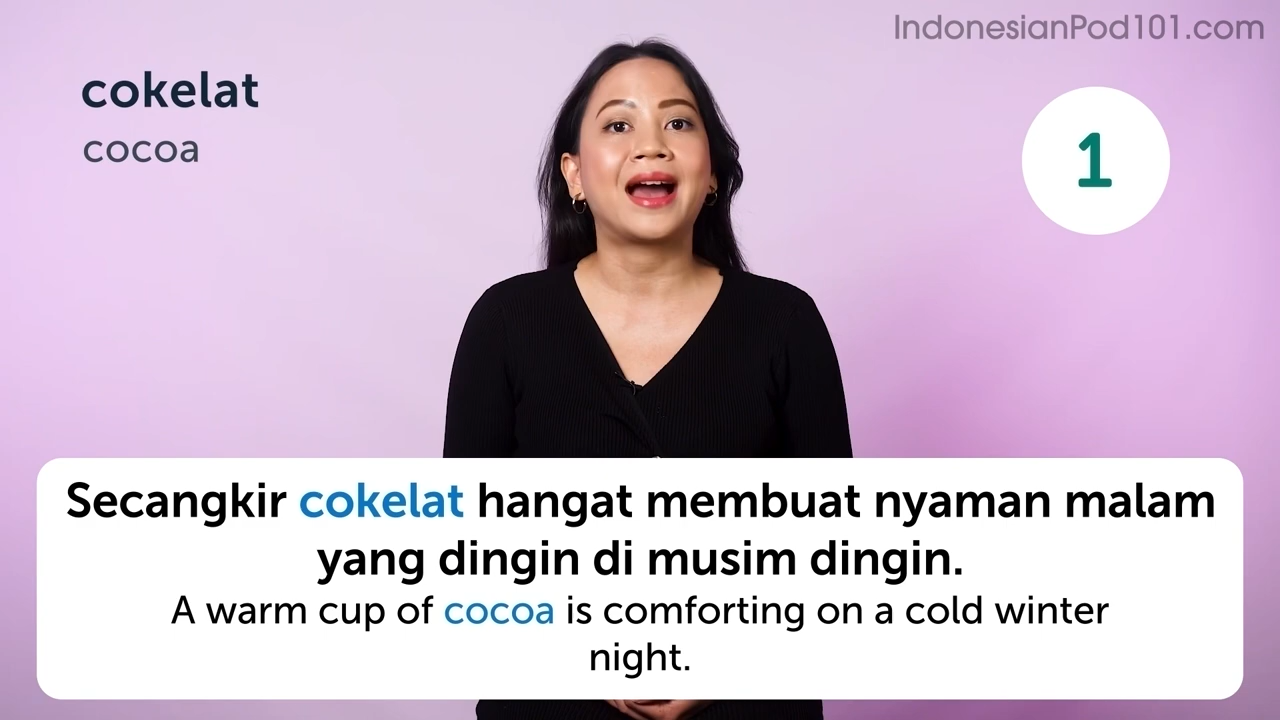 IndonesianPod101.com
cokelat
cocoa
1
Secangkir cokelat hangat membuat nyaman malam
yang dingin di musim dingin.
A warm cup of cocoa is comforting on a cold winter
night.